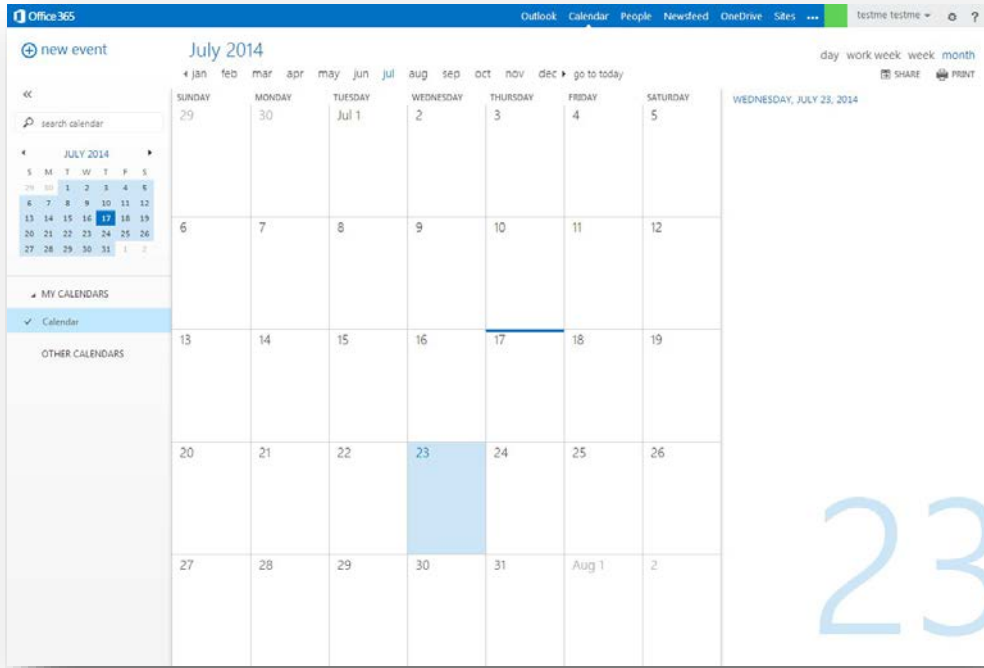 Office 365 Outlook Calendar People Newsfeed OneDrive Sites ... testme testme ?
new event
July 2014
day work week week month
jan feb mar apr may jun jul aug sep oct nov dec go to today
SHARE PRINT
«
search calendar
JULY 2014
S M T W T F S
29 30 1 2 3 4 5
6 7 8 9 10 11 12
13 14 15 16 17 18 19
20 21 22 23 24 25 26
27 28 29 30 31 1 2
MY CALENDARS
Calendar
OTHER CALENDARS
SUNDAY MONDAY TUESDAY WEDNESDAY THURSDAY FRIDAY SATURDAY
29 30 Jul 1 2 3 4 5
6 7 8 9 10 11 12
13 14 15 16 17 18 19
20 21 22 23 24 25 26
27 28 29 30 31 Aug 1 2
WEDNESDAY, JULY 23, 2014
23